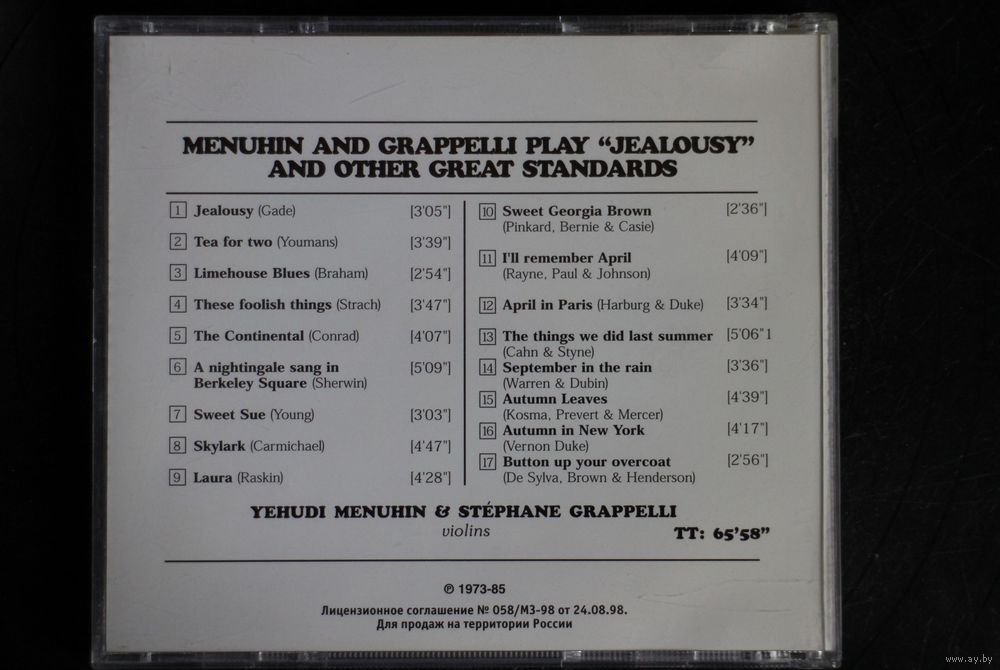 MENUHIN AND GRAPPELLI PLAY “JEALOUSY”
AND OTHER GREAT STANDARDS
1 Jealousy (Gade) [3'05"]
2 Tea for two (Youmans) [3'39"]
3 Limehouse Blues (Braham) [2'54"]
4 These foolish things (Strach) [3'47"]
5 The Continental (Conrad) [4'07"]
6 A nightingale sang in [5'09"]
Berkeley Square (Sherwin)
7 Sweet Sue (Young) [3'03"]
8 Skylark (Carmichael) [4'47"]
9 Laura (Raskin) [4'28"]
10 Sweet Georgia Brown [2'36"]
(Pinkard, Bernie & Casie)
11 I'll remember April [4'09"]
(Rayne, Paul & Johnson)
12 April in Paris (Harburg & Duke) [3'34"]
13 The things we did last summer [5'06"1
(Cahn & Styne)
14 September in the rain [3'36"]
(Warren & Dubin)
15 Autumn Leaves [4'39"]
(Kosma, Prevert & Mercer)
16 Autumn in New York [4'17"]
(Vernon Duke)
17 Button up your overcoat [2'56"]
(De Sylva, Brown & Henderson)
YEHUDI MENUHIN & STÉPHANE GRAPPELLI
violins
TT: 65’58”
℗ 1973-85
Лицензионное соглашение № 058/МЗ-98 от 24.08.98.
Для продаж на территории России
www.ay.by